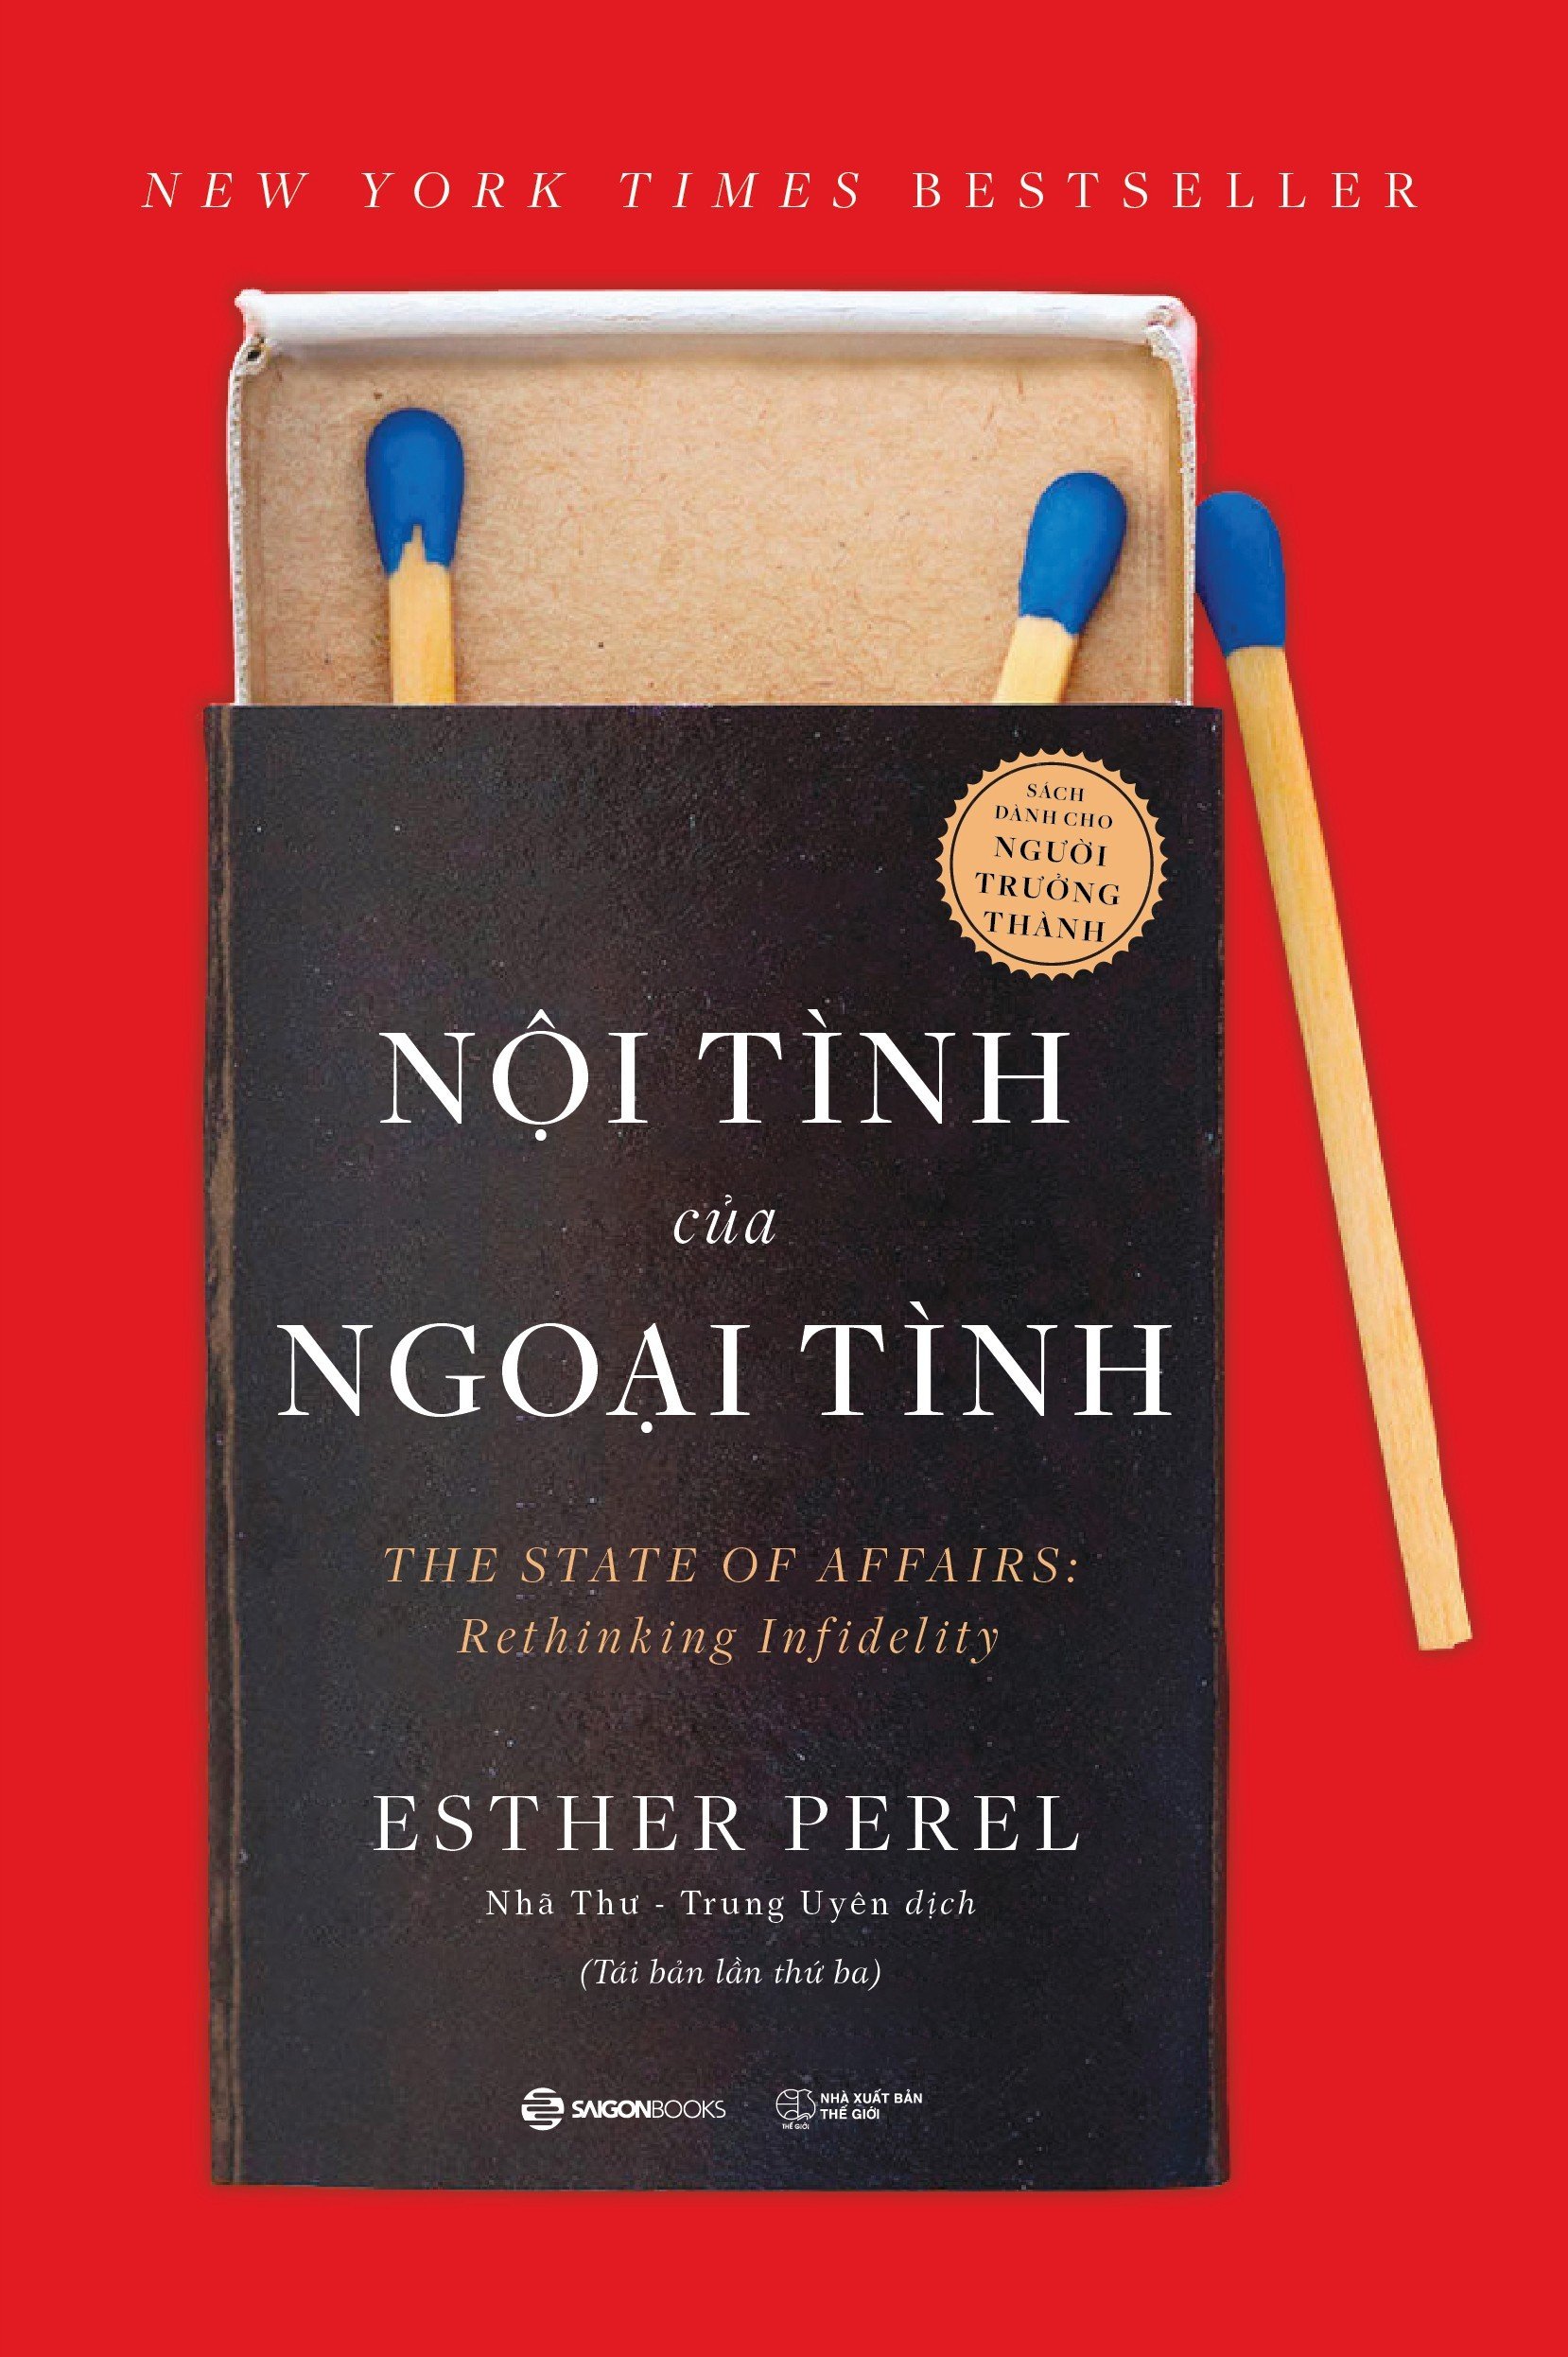 NEW YORK TIMES BESTSELLER
SÁCH
DÀNH CHO
NGƯỜI
TRƯỞNG
THÀNH
NỘI TÌNH
của
NGOẠI TÌNH
THE STATE OF AFFAIRS:
Rethinking Infidelity
ESTHER PEREL
Nhã Thư - Trung Uyên dịch
(Tái bản lần thứ ba)
SAIGONBOOKS
NHÀ XUẤT BẢN
THẾ GIỚI
THẾ GIỚI